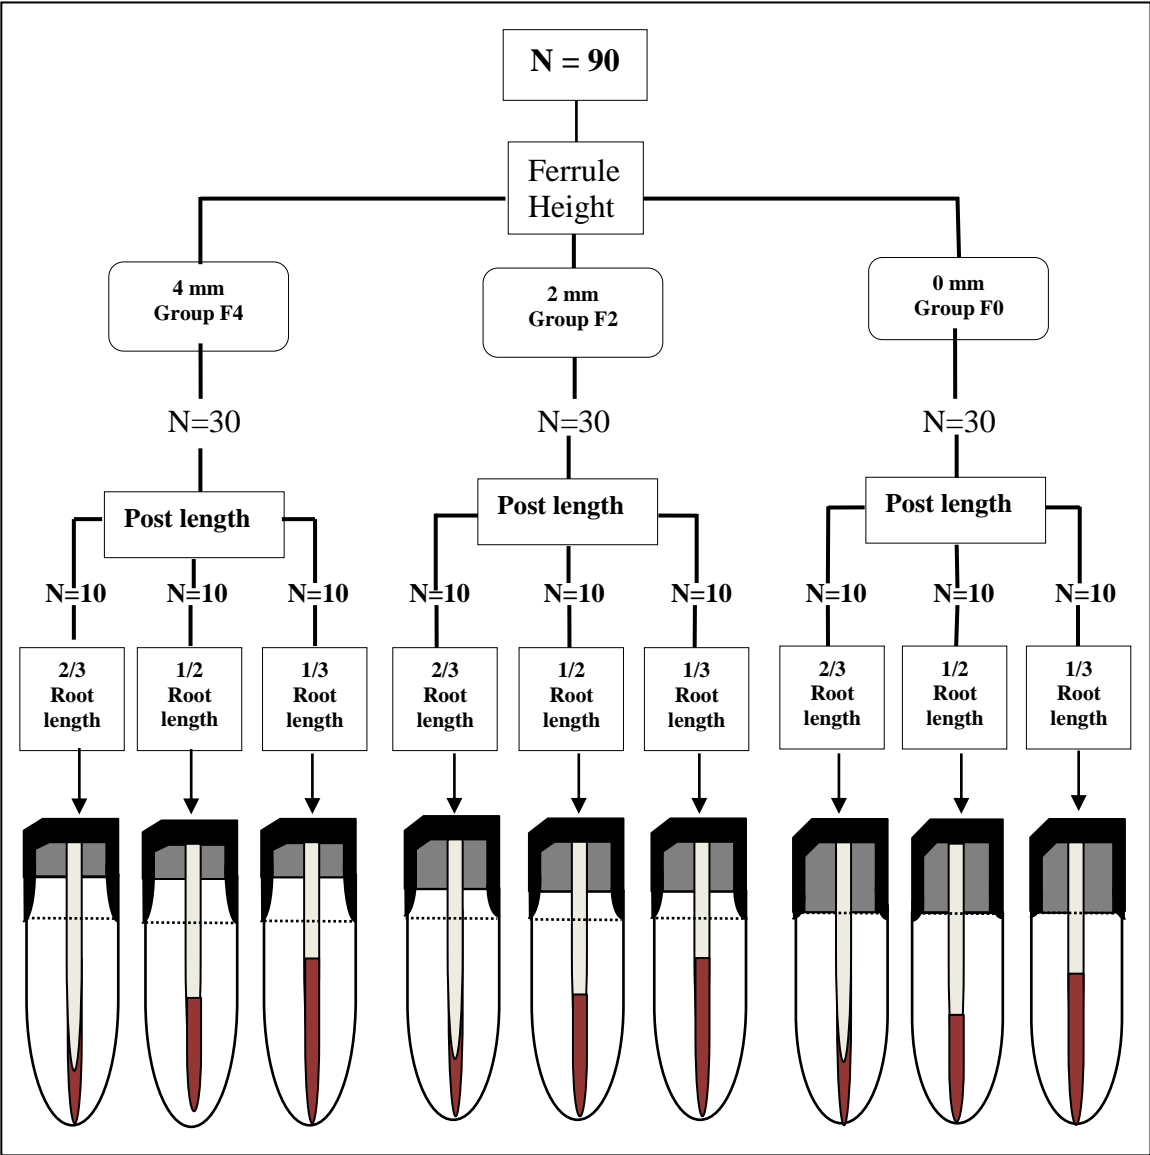 N = 90
Ferrule
Height
4 mm
Group F4
2 mm
Group F2
0 mm
Group F0
N=30
N=30
N=30
Post length
Post length
Post length
N=10
N=10
N=10
N=10
N=10
N=10
N=10
N=10
N=10
2/3
Root
length
1/2
Root
length
1/3
Root
length
2/3
Root
length
1/2
Root
length
1/3
Root
length
2/3
Root
length
1/2
Root
length
1/3
Root
length